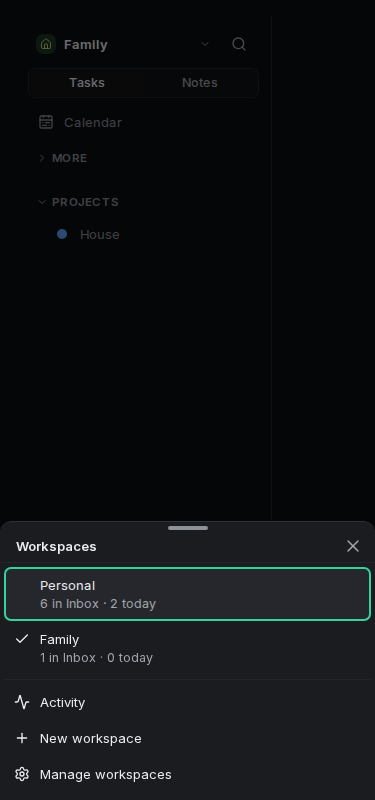 Family
Tasks
Notes
Calendar
MORE
PROJECTS
House
Workspaces
Personal
6 in Inbox · 2 today
Family
1 in Inbox · 0 today
Activity
New workspace
Manage workspaces